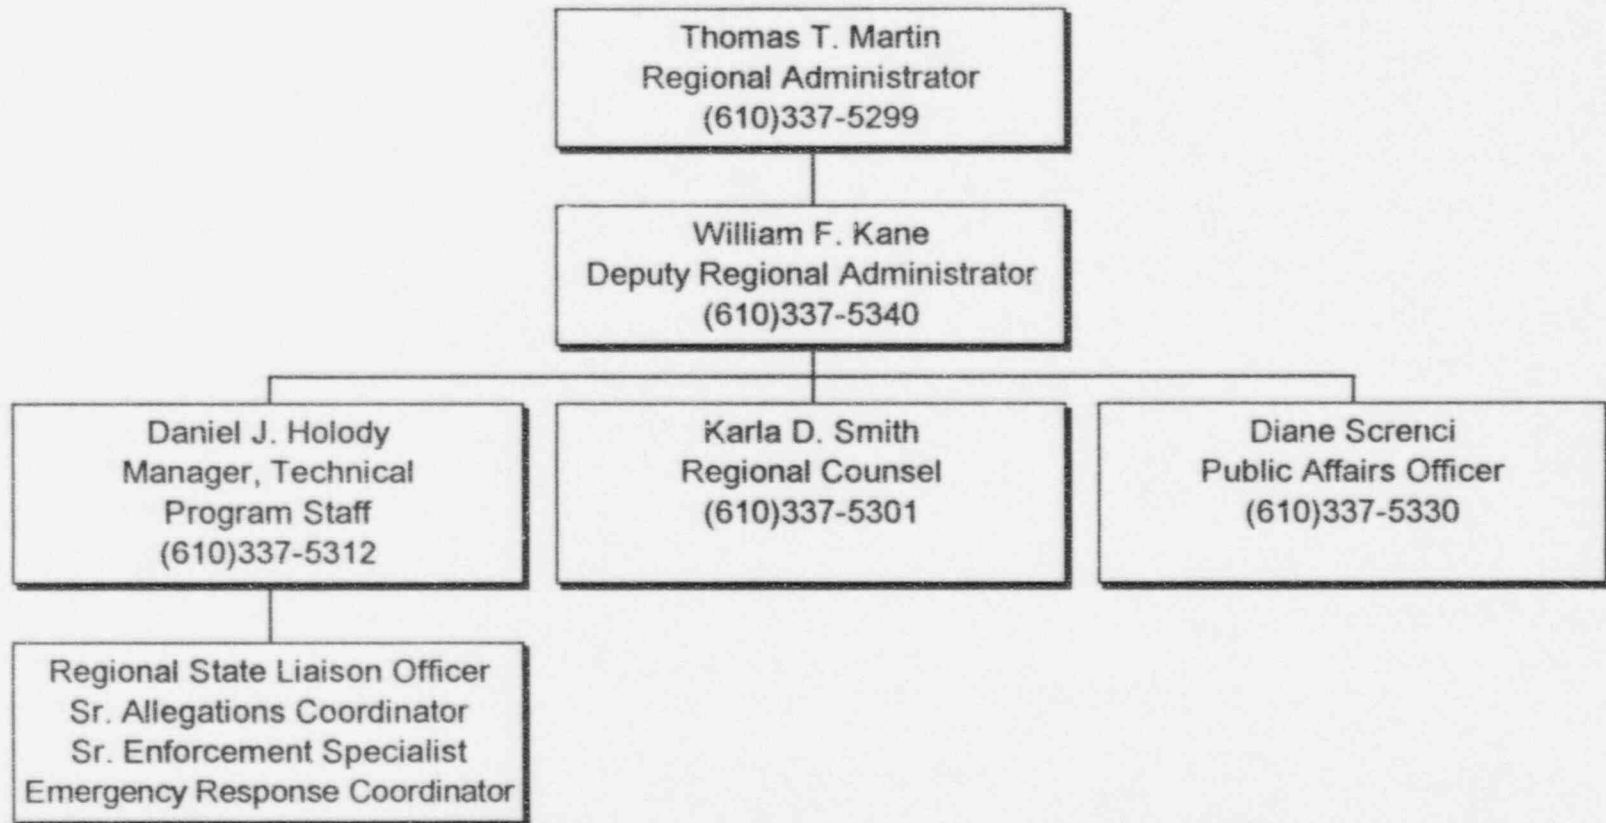 Thomas T. Martin
Regional Administrator
(610)337-5299
William F. Kane
Deputy Regional Administrator
(610)337-5340
Daniel J. Holody
Manager, Technical
Program Staff
(610)337-5312
Karla D. Smith
Regional Counsel
(610)337-5301
Diane Screnci
Public Affairs Officer
(610)337-5330
Regional State Liaison Officer
Sr. Allegations Coordinator
Sr. Enforcement Specialist
Emergency Response Coordinator